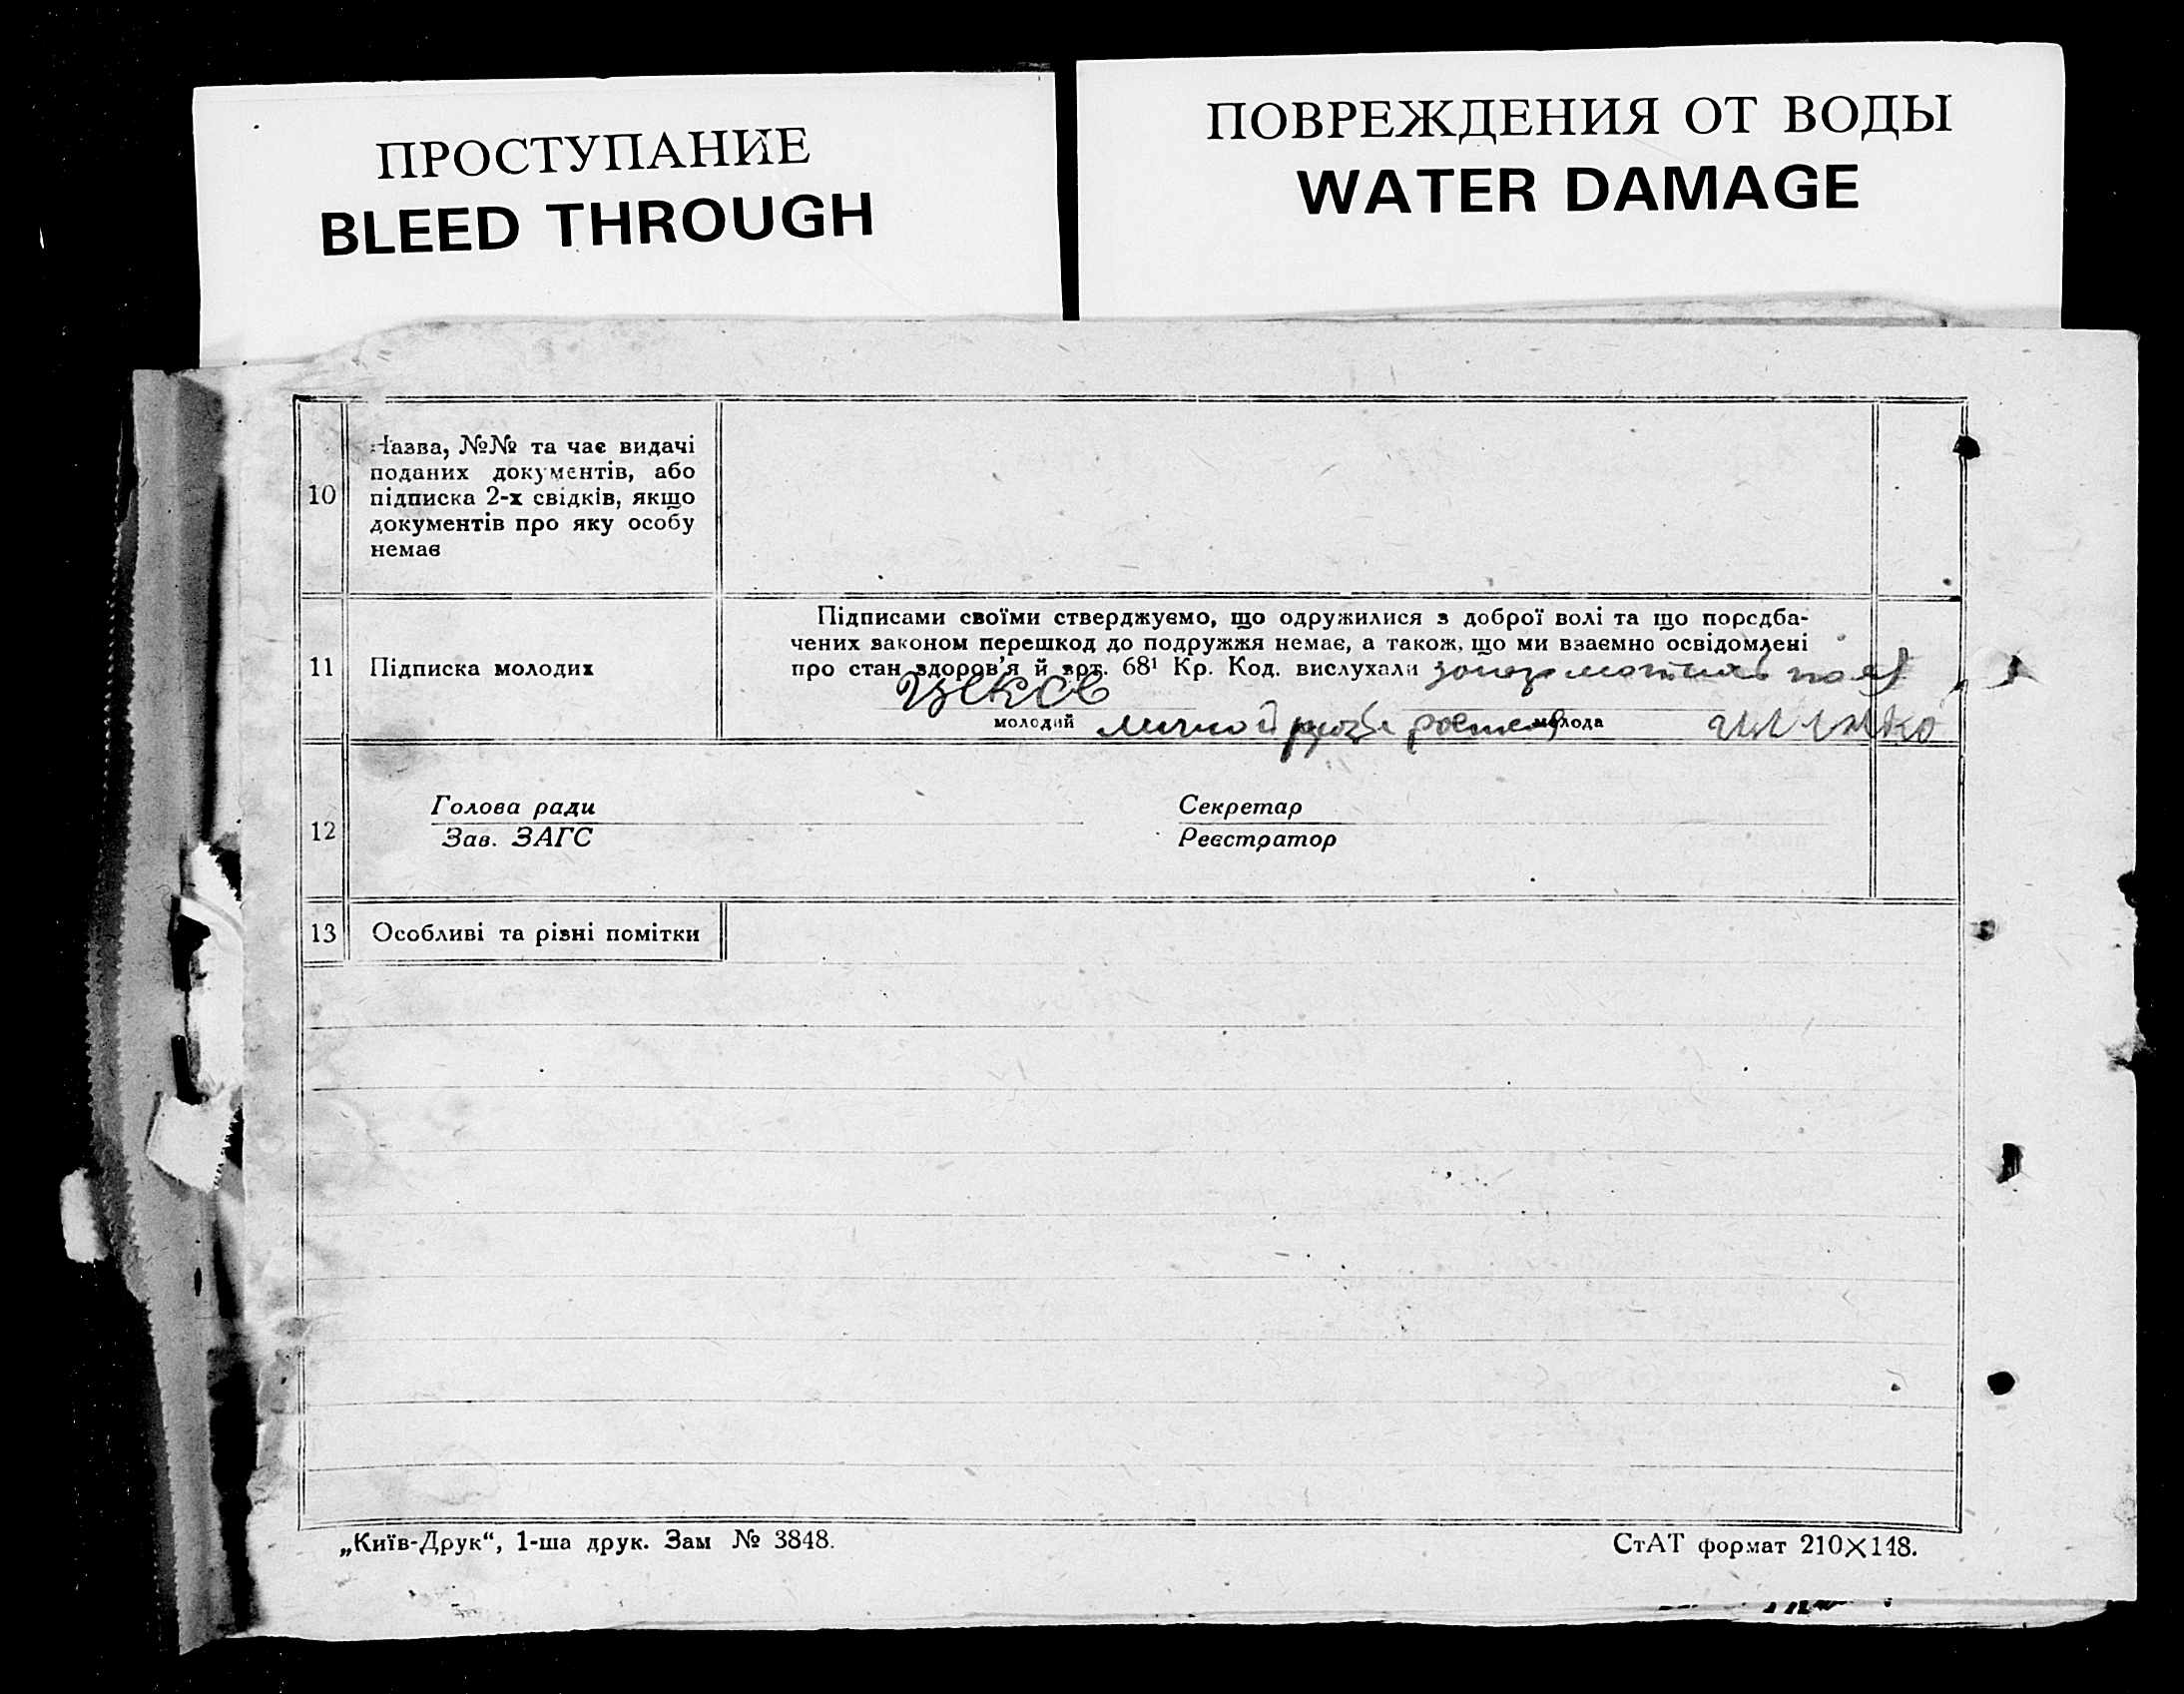 ПРОСТУПАНИЕ
BLEED THROUGH
ПОВРЕЖДЕНИЯ ОТ ВОДЫ
WATER DAMAGE
10
Назва, №№ та час видачі
поданих документів, або
підписка 2-х свідків, якщо
документів про яку особу
немає
11
Підписка молодих
Підписами своїми стверджуємо, що одружилися з доброї волі та що передба-
чених законом перешкод до подружжя немає, а також, що ми взаємно освідомлені
про стан здоров'я й арт. 68¹ Кр. Код. вислухали
молодий
молода
12
Голова ради
Зав. ЗАГС
Секретар
Реєстратор
13
Особливі та різні помітки
„Київ-Друк“, 1-ша друк. Зам № 3848.
СтАТ формат 210×148.